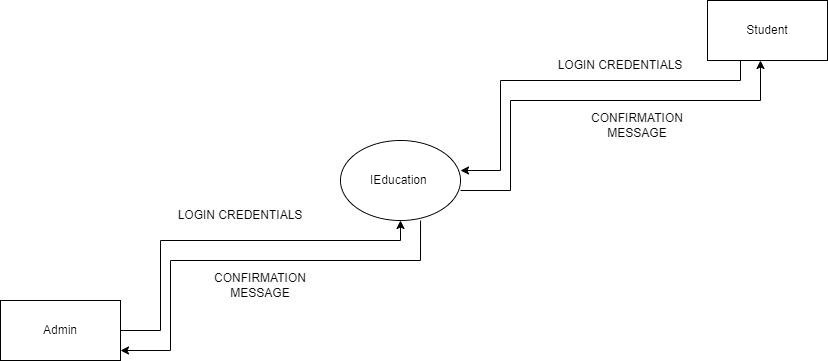 Student
LOGIN CREDENTIALS
CONFIRMATION
MESSAGE
IEducation
LOGIN CREDENTIALS
CONFIRMATION
MESSAGE
Admin